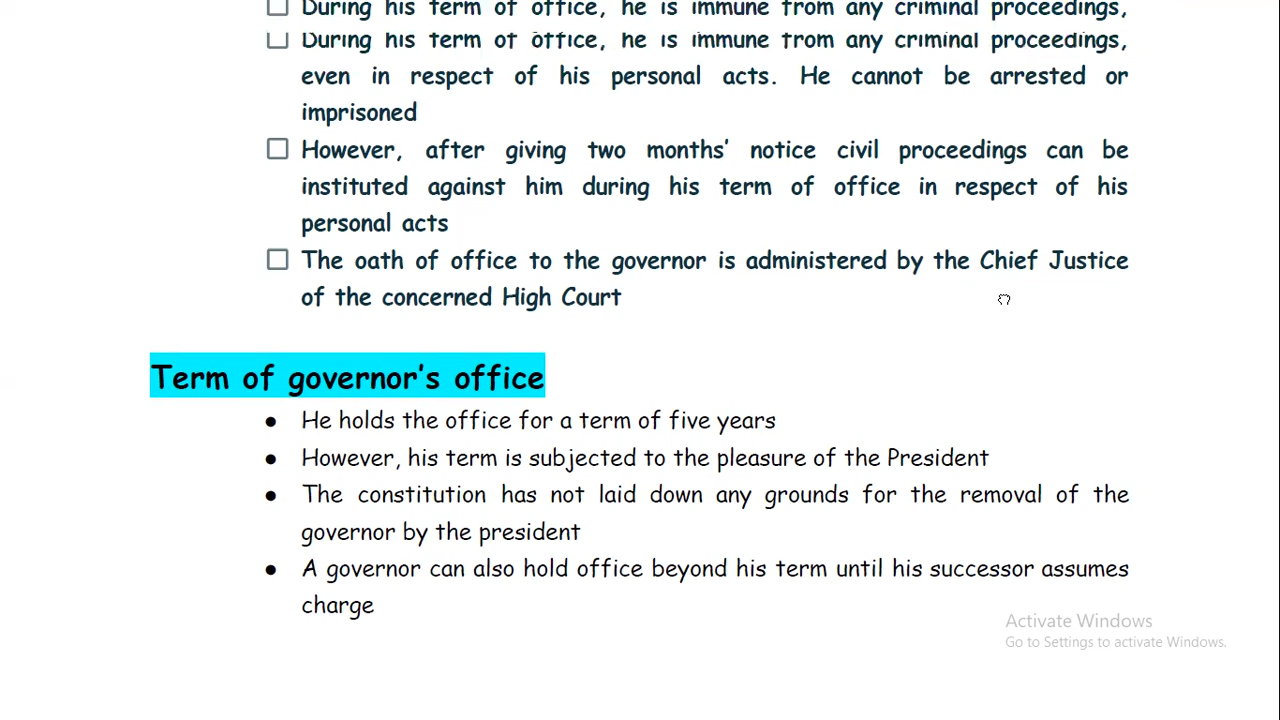 During his term of office, he is immune from any criminal proceedings,
During his term of office, he is immune from any criminal proceedings,
even in respect of his personal acts. He cannot be arrested or
imprisoned
However, after giving two months’ notice civil proceedings can be
instituted against him during his term of office in respect of his
personal acts
The oath of office to the governor is administered by the Chief Justice
of the concerned High Court
Term of governor’s office
● He holds the office for a term of five years
● However, his term is subjected to the pleasure of the President
● The constitution has not laid down any grounds for the removal of the
governor by the president
● A governor can also hold office beyond his term until his successor assumes
charge
Activate Windows
Go to Settings to activate Windows.